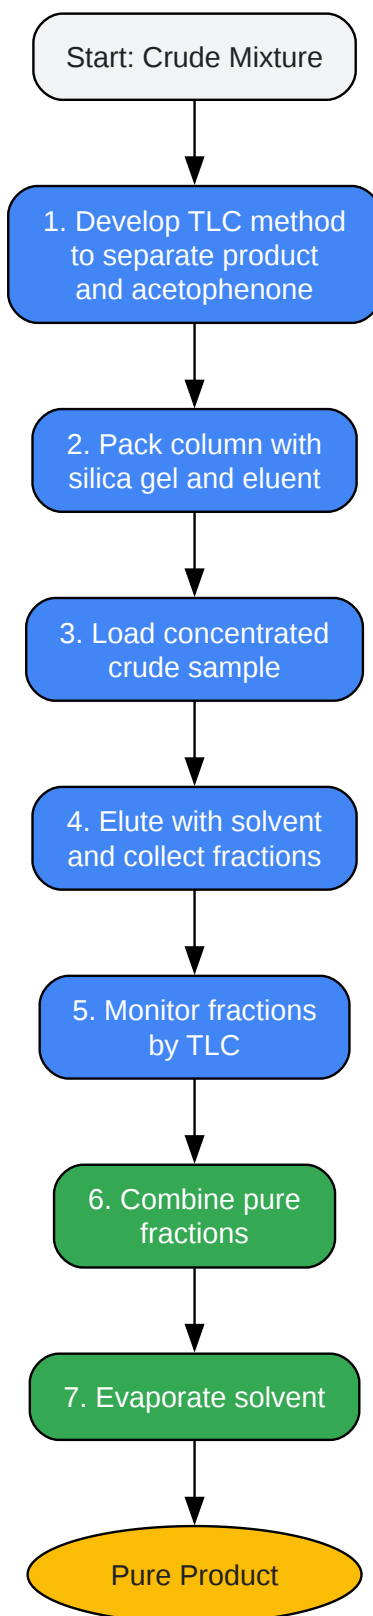 Start: Crude Mixture
1. Develop TLC method
to separate product
and acetophenone
2. Pack column with
silica gel and eluent
3. Load concentrated
crude sample
4. Elute with solvent
and collect fractions
5. Monitor fractions
by TLC
6. Combine pure
fractions
7. Evaporate solvent
Pure Product